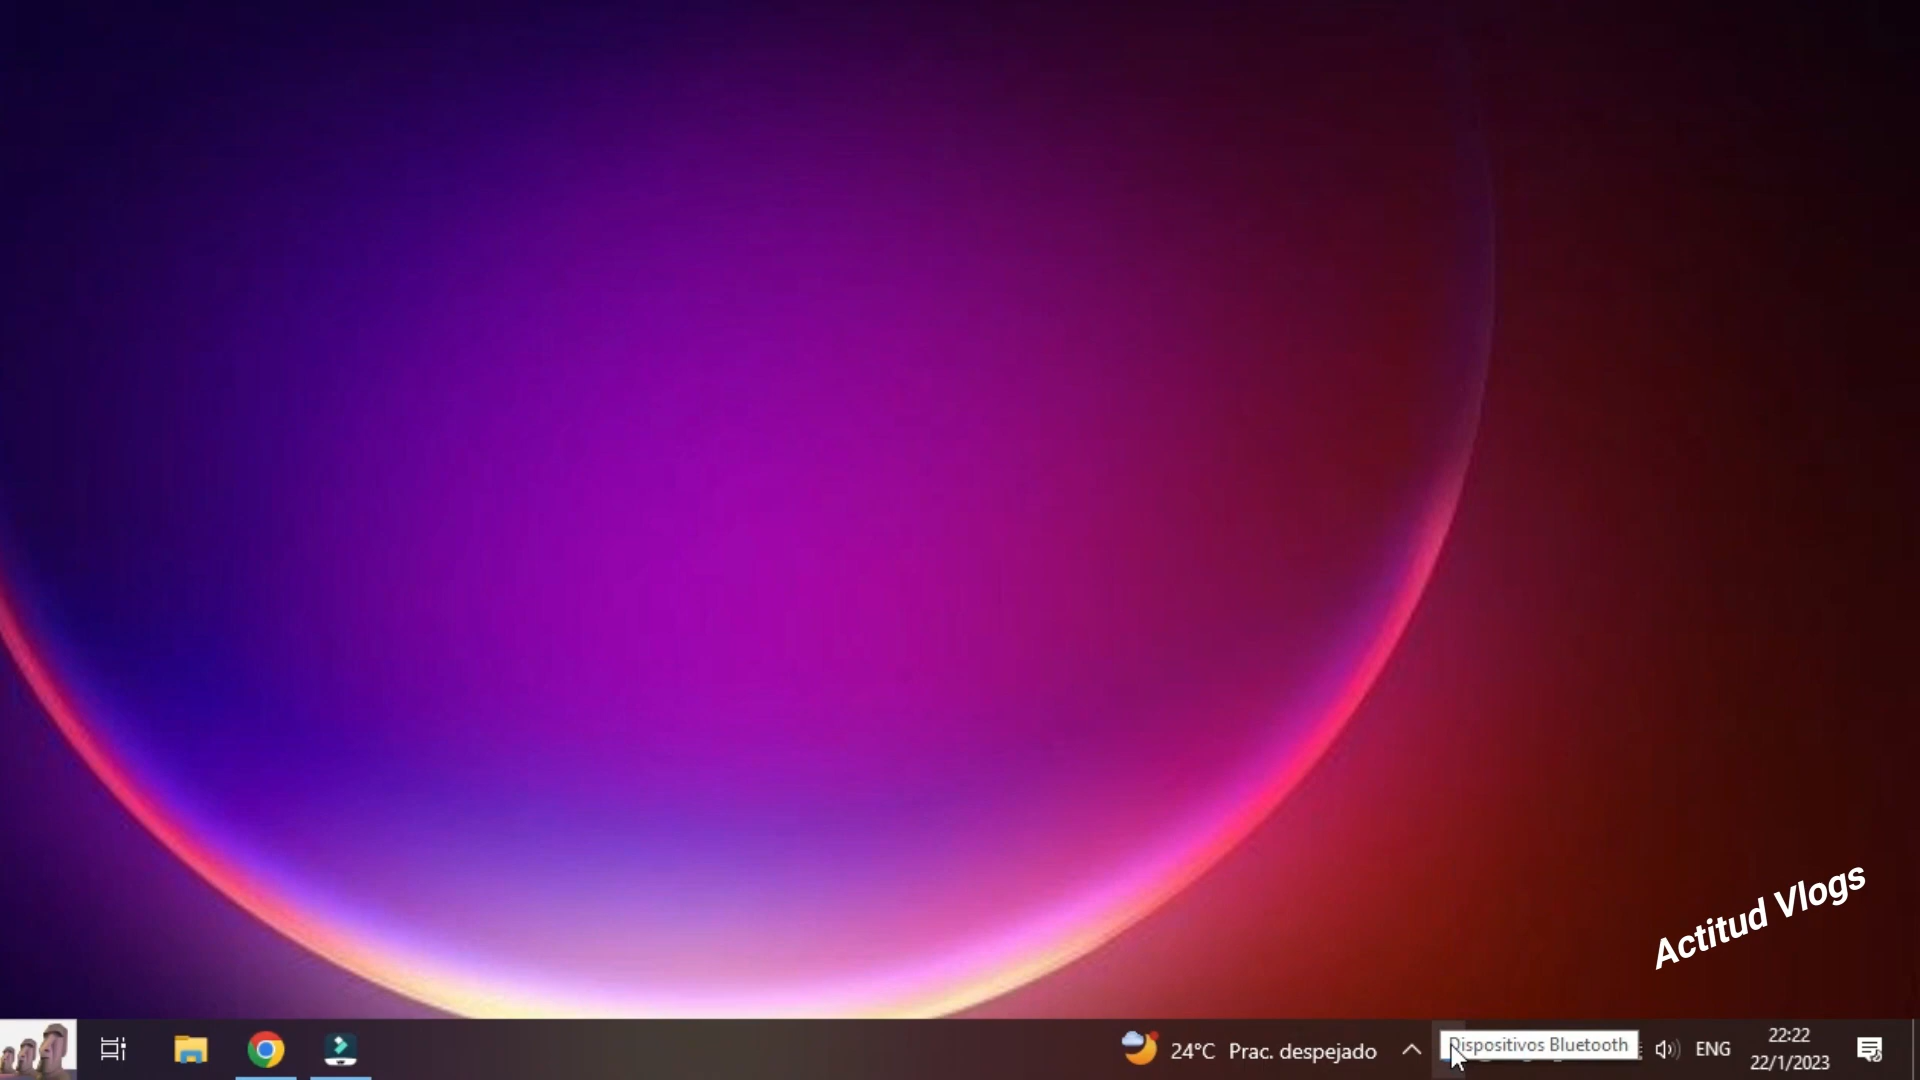 Actitud Vlogs
24°C Prac. despejado
Dispositivos Bluetooth
ENG
22:22
22/1/2023